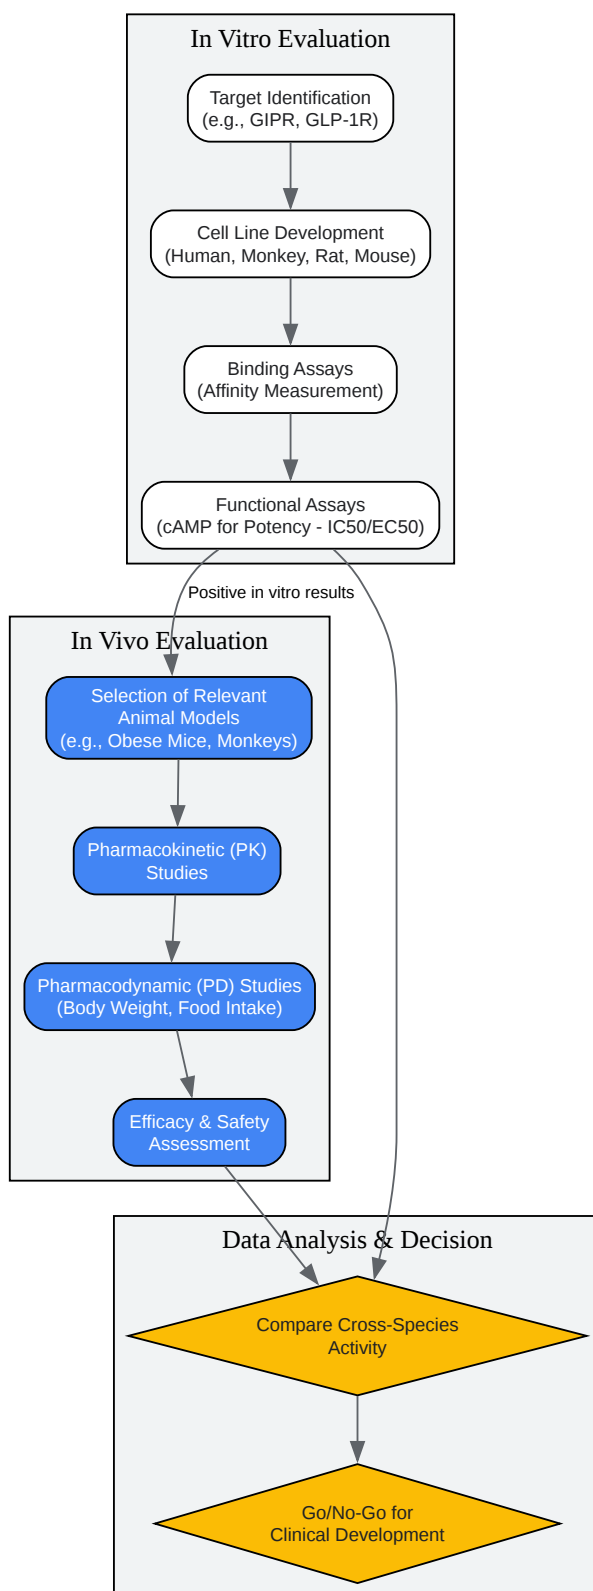 In Vitro Evaluation
Target Identification
(e.g., GIPR, GLP-1R)
Cell Line Development
(Human, Monkey, Rat, Mouse)
Binding Assays
(Affinity Measurement)
Functional Assays
(cAMP for Potency - IC50/EC50)
Positive in vitro results
In Vivo Evaluation
Selection of Relevant
Animal Models
(e.g., Obese Mice, Monkeys)
Pharmacokinetic (PK)
Studies
Pharmacodynamic (PD) Studies
(Body Weight, Food Intake)
Efficacy & Safety
Assessment
Data Analysis & Decision
Compare Cross-Species
Activity
Go/No-Go for
Clinical Development